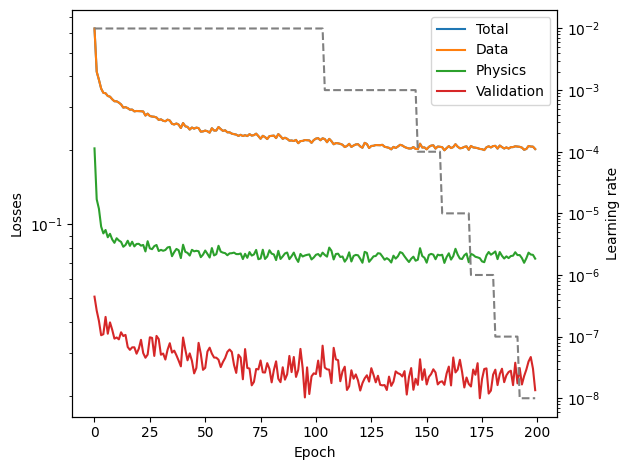 Total
Data
Physics
Validation
Losses
10⁻¹
10⁻²
10⁻³
10⁻⁴
10⁻⁵
10⁻⁶
10⁻⁷
10⁻⁸
Learning rate
0 25 50 75 100 125 150 175 200
Epoch